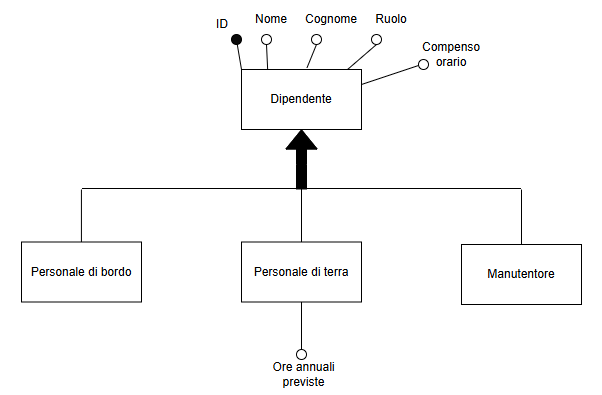 ID
Nome
Cognome
Ruolo
Compenso
orario
Dipendente
Personale di bordo
Personale di terra
Manutentore
Ore annuali
previste